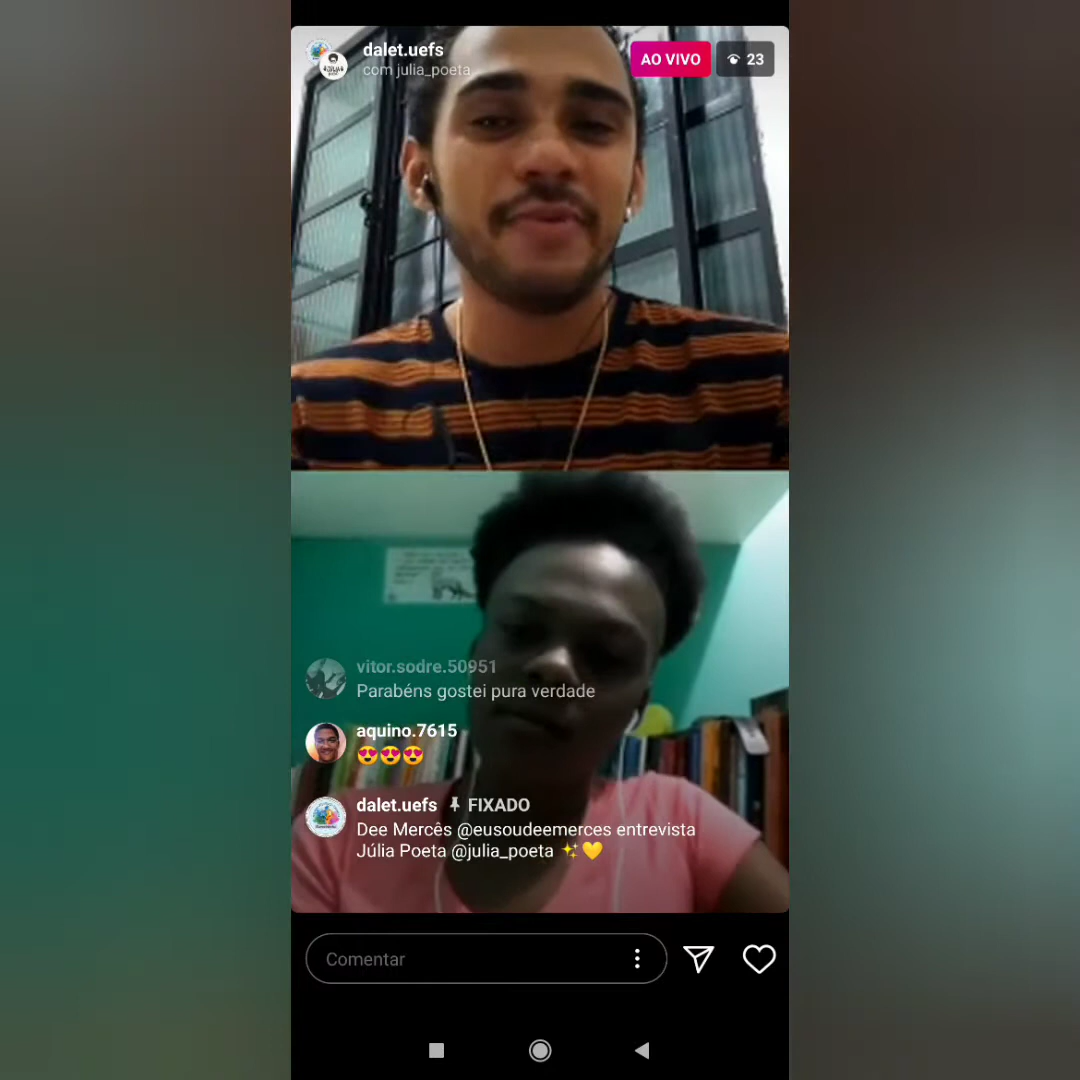 dalet.uefs
com julia_poeta
AO VIVO
23
vitor.sodre.50951
Parabéns gostei pura verdade
aquino.7615
😍😍😍
dalet.uefs FIXADO
Dee Mercês @eusoudeemerces entrevista
Júlia Poeta @julia_poeta ✨💛
Comentar